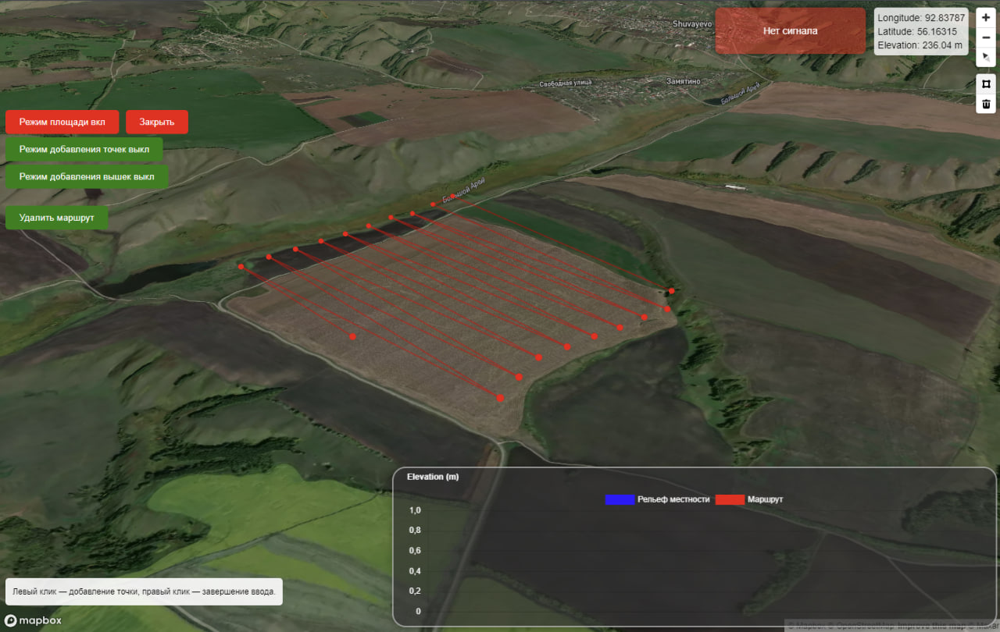 Shuvayevo
Нет сигнала
Longitude: 92.83787
Latitude: 56.16315
Elevation: 236.04 m
Свободная улица
Замятино
Большой Арей
Режим площади вкл
Закрыть
Режим добавления точек выкл
Режим добавления вышек выкл
Большой Арей
Удалить маршрут
Elevation (m)
Рельеф местности
Маршрут
1,0
0,8
0,6
0,4
0,2
0
Левый клик — добавление точки, правый клик — завершение ввода.
mapbox
© Mapbox © OpenStreetMap Improve this map © Maxar